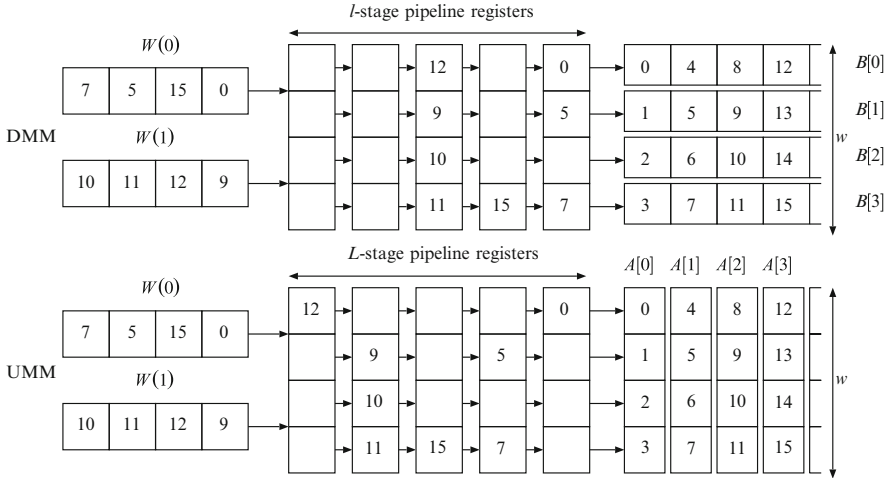 l-stage pipeline registers
W(0)
7 5 15 0
DMM
W(1)
10 11 12 9
12 0
9 5
10
11 15 7
0 4 8 12 B[0]
1 5 9 13 B[1]
2 6 10 14 B[2]
3 7 11 15 B[3]
w
L-stage pipeline registers
A[0] A[1] A[2] A[3]
W(0)
7 5 15 0
UMM
W(1)
10 11 12 9
12 0
9 5
10
11 15 7
0 4 8 12
1 5 9 13
2 6 10 14
3 7 11 15
w